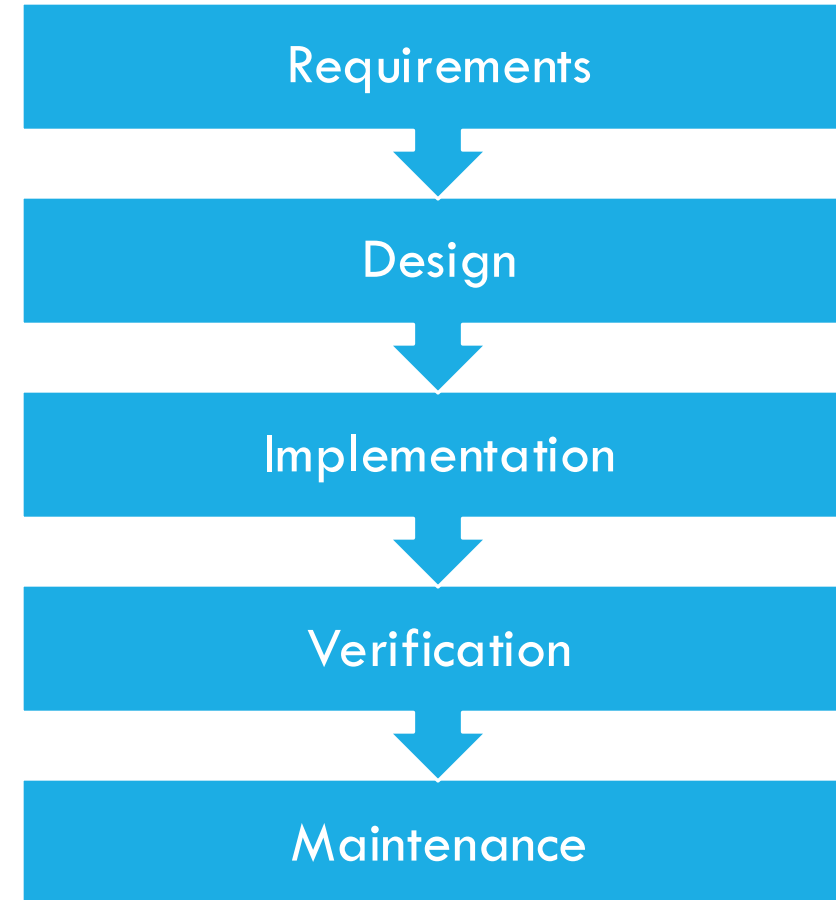 Requirements
Design
Implementation
Verification
Maintenance